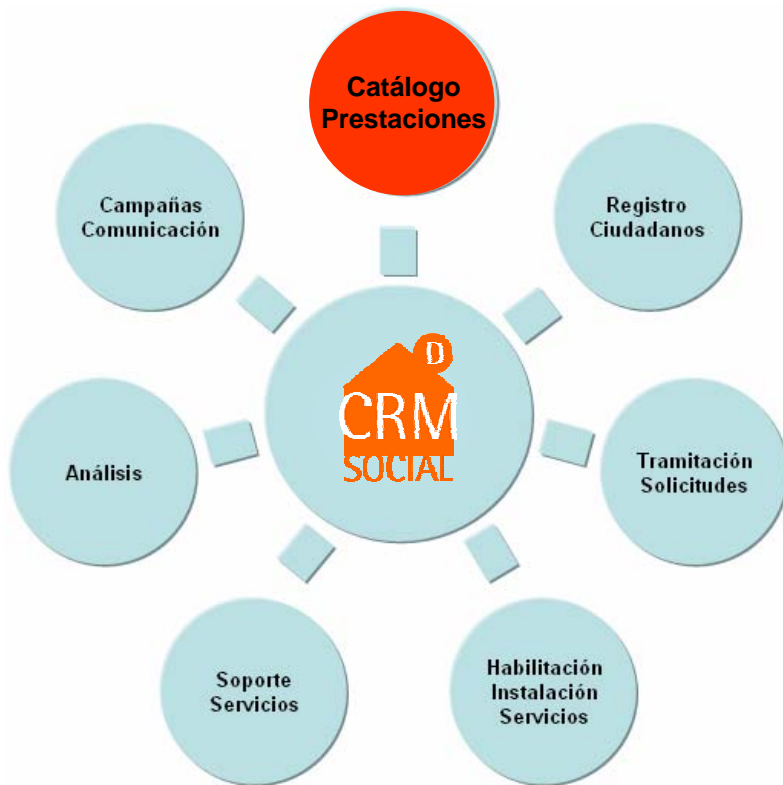 Catálogo
Prestaciones
Campañas
Comunicación
Registro
Ciudadanos
D
CRM
SOCIAL
Análisis
Tramitación
Solicitudes
Soporte
Servicios
Habilitación
Instalación
Servicios